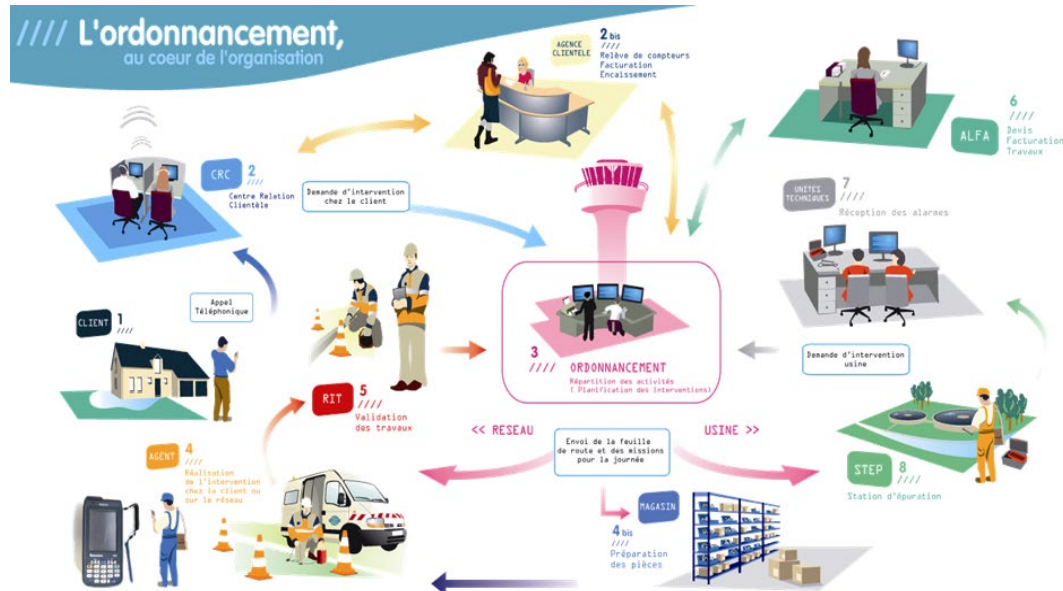 //// L'ordonnancement,
au coeur de l'organisation
AGENCE
CLIENTELE
2 bis
////
Relève de compteurs
Facturation
Encaissement
6
////
ALFA
Devis
Facturation
Travaux
CRC
2
////
Centre Relation
Clientèle
Demande d'intervention
chez le client
UNITES
TECHNIQUES
7
////
Réception des alarmes
Appel
Téléphonique
CLIENT
1
////
3
////
ORDONNANCEMENT
Répartition des activités
( Planification des interventions)
Demande d'intervention
usine
RIT
5
////
Validation
des travaux
<< RESEAU
Envoi de la feuille
de route et des missions
pour la journée
USINE >>
AGENT
4
////
Réalisation
de l'intervention
chez le client ou
sur le réseau
STEP
8
////
Station d'épuration
MAGASIN
4 bis
////
Préparation
des pièces